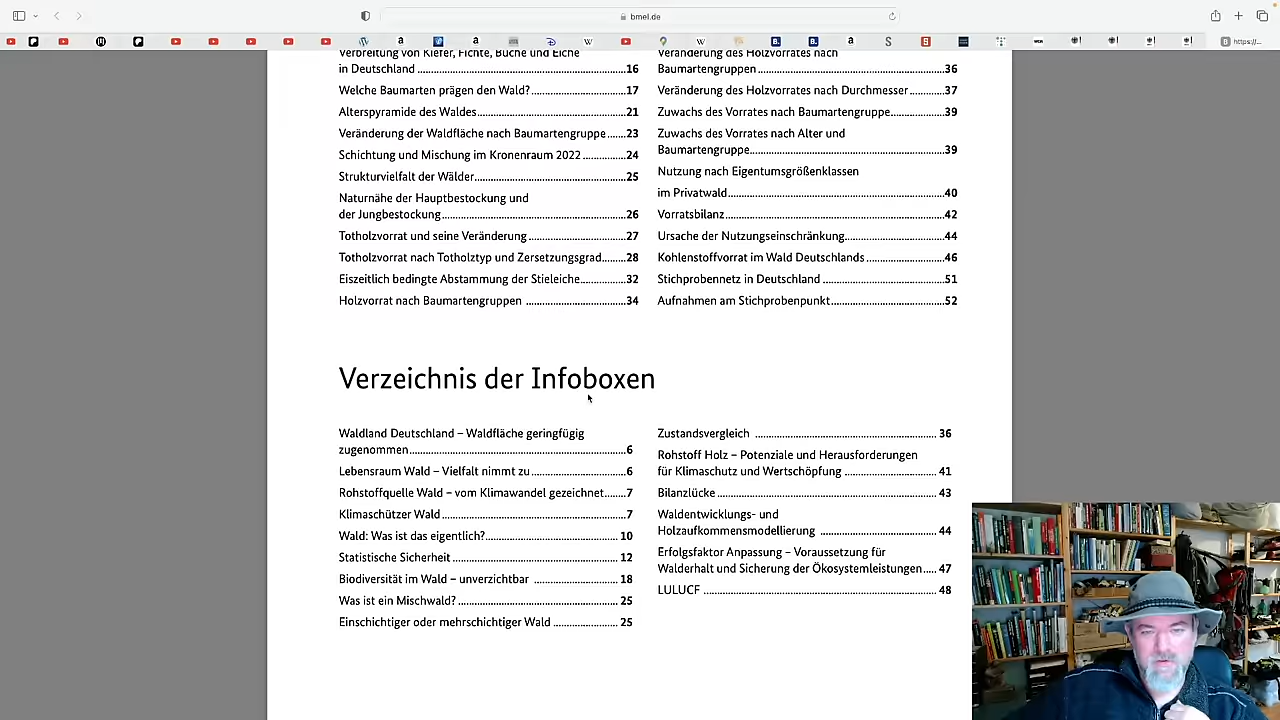 bmel.de
https://...
Verbreitung von Kiefer, Fichte, Buche und Eiche
in Deutschland ........ 16
Welche Baumarten prägen den Wald? ........ 17
Alterspyramide des Waldes ........ 21
Veränderung der Waldfläche nach Baumartengruppe ...... 23
Schichtung und Mischung im Kronenraum 2022 ........ 24
Strukturvielfalt der Wälder ........ 25
Naturnähe der Hauptbestockung und
der Jungbestockung ........ 26
Totholzvorrat und seine Veränderung ........ 27
Totholzvorrat nach Totholztyp und Zersetzungsgrad ........ 28
Eiszeitlich bedingte Abstammung der Stieleiche ........ 32
Holzvorrat nach Baumartengruppen ........ 34
Veränderung des Holzvorrates nach
Baumartengruppen ........ 36
Veränderung des Holzvorrates nach Durchmesser ........ 37
Zuwachs des Vorrates nach Baumartengruppe ........ 39
Zuwachs des Vorrates nach Alter und
Baumartengruppe ........ 39
Nutzung nach Eigentumsgrößenklassen
im Privatwald ........ 40
Vorratsbilanz ........ 42
Ursache der Nutzungseinschränkung ........ 44
Kohlenstoffvorrat im Wald Deutschlands ........ 46
Stichprobennetz in Deutschland ........ 51
Aufnahmen am Stichprobenpunkt ........ 52
Verzeichnis der Infoboxen
Waldland Deutschland – Waldfläche geringfügig
zugenommen ........ 6
Lebensraum Wald – Vielfalt nimmt zu ........ 6
Rohstoffquelle Wald – vom Klimawandel gezeichnet ....... 7
Klimaschützer Wald ........ 7
Wald: Was ist das eigentlich? ........ 10
Statistische Sicherheit ........ 12
Biodiversität im Wald – unverzichtbar ........ 18
Was ist ein Mischwald? ........ 25
Einschichtiger oder mehrschichtiger Wald ........ 25
Zustandsvergleich ........ 36
Rohstoff Holz – Potenziale und Herausforderungen
für Klimaschutz und Wertschöpfung ........ 41
Bilanzlücke ........ 43
Waldentwicklungs- und
Holzaufkommensmodellierung ........ 44
Erfolgsfaktor Anpassung – Voraussetzung für
Walderhalt und Sicherung der Ökosystemleistungen ..... 47
LULUCF ........ 48